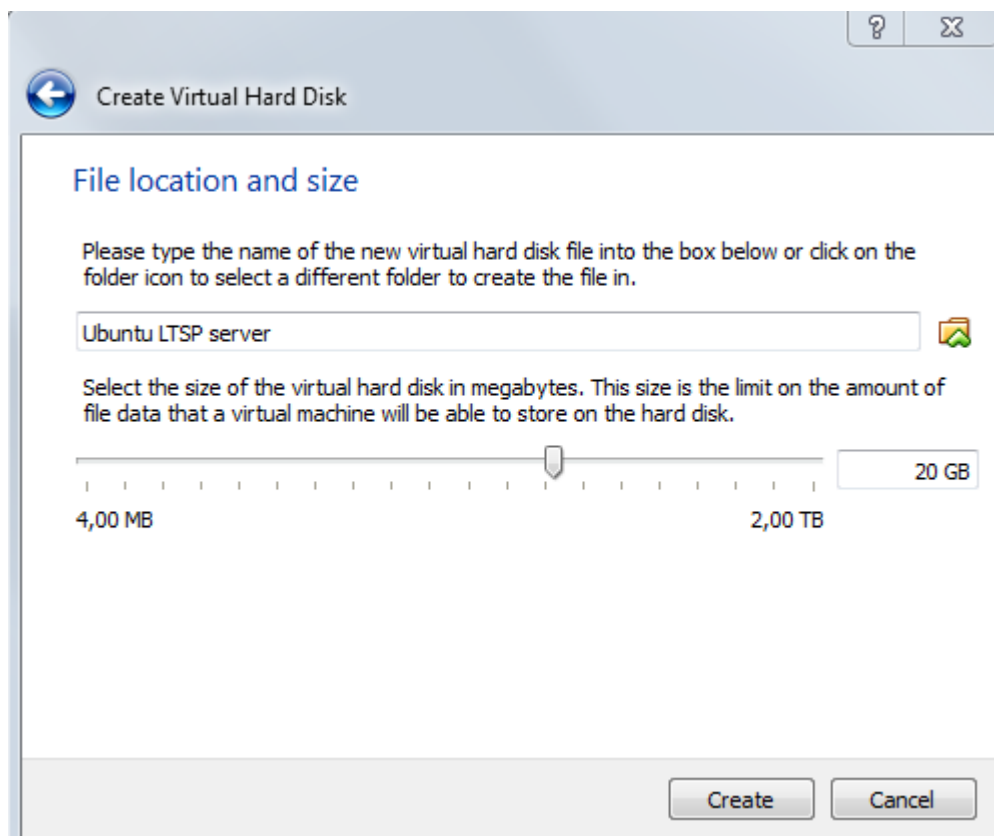 Create Virtual Hard Disk
File location and size
Please type the name of the new virtual hard disk file into the box below or click on the
folder icon to select a different folder to create the file in.
Ubuntu LTSP server
Select the size of the virtual hard disk in megabytes. This size is the limit on the amount of
file data that a virtual machine will be able to store on the hard disk.
20 GB
4,00 MB
2,00 TB
Create
Cancel